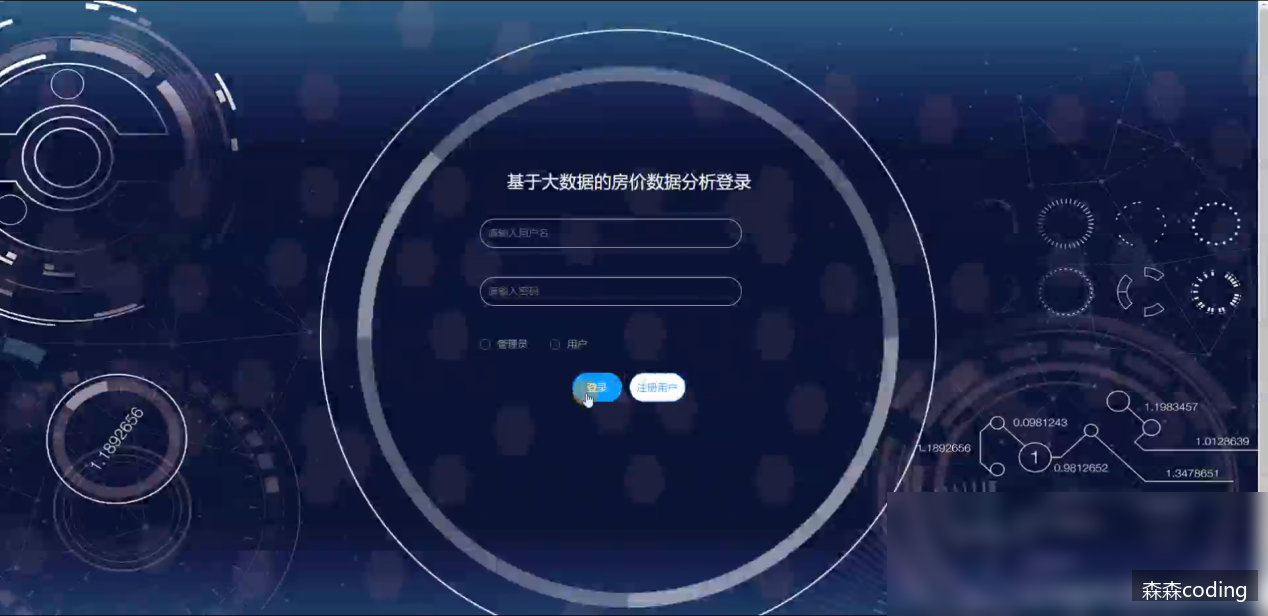 基于大数据的房价数据分析登录
请输入用户名
请输入密码
管理员 用户
登录 注册用户
1.1892656
1.1983457
0.0981243
1.0128639
1.1892656
1
0.9812652
1.3478651
森森coding